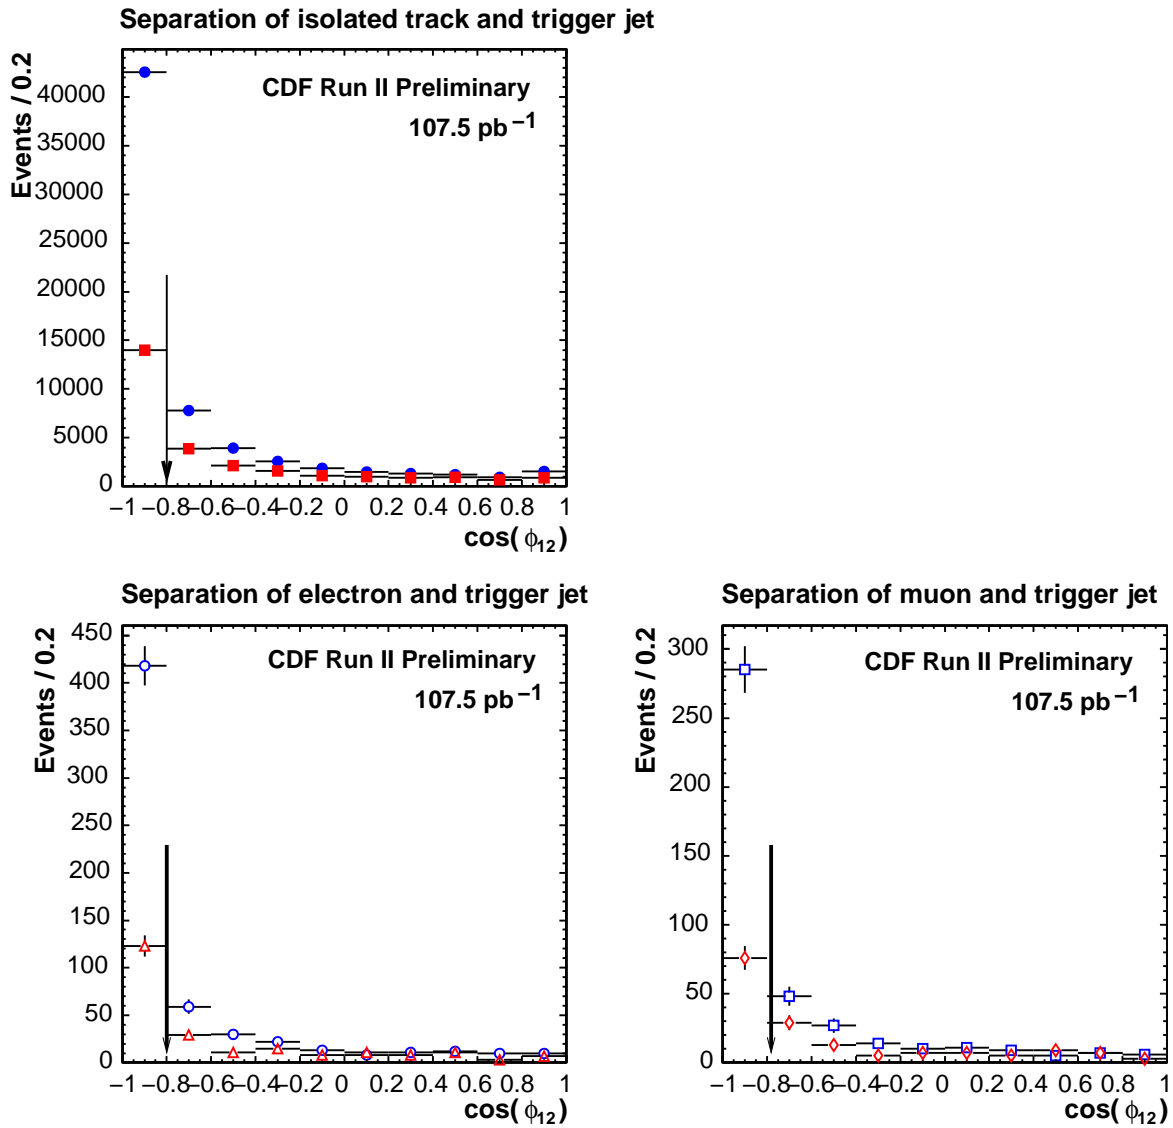 Separation of isolated track and trigger jet
Events / 0.2
CDF Run II Preliminary
107.5 pb⁻¹
40000
35000
30000
25000
20000
15000
10000
5000
0
−1 −0.8 −0.6 −0.4 −0.2 0 0.2 0.4 0.6 0.8 1
cos( ϕ₁₂)
Separation of electron and trigger jet
Events / 0.2
CDF Run II Preliminary
107.5 pb⁻¹
450
400
350
300
250
200
150
100
50
0
−1 −0.8 −0.6 −0.4 −0.2 0 0.2 0.4 0.6 0.8 1
cos( ϕ₁₂)
Separation of muon and trigger jet
Events / 0.2
CDF Run II Preliminary
107.5 pb⁻¹
300
250
200
150
100
50
0
−1 −0.8 −0.6 −0.4 −0.2 0 0.2 0.4 0.6 0.8 1
cos( ϕ₁₂)